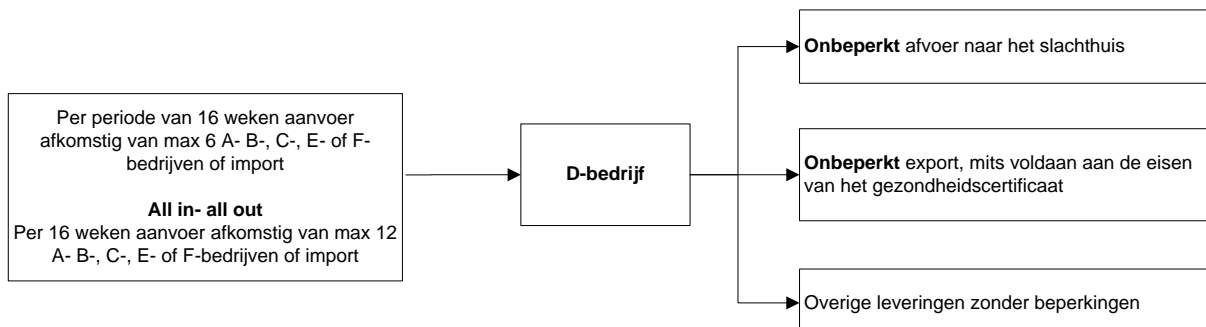 Per periode van 16 weken aanvoer
afkomstig van max 6 A- B-, C-, E- of F-
bedrijven of import
All in- all out
Per 16 weken aanvoer afkomstig van max 12
A- B-, C-, E- of F-bedrijven of import
D-bedrijf
Onbeperkt afvoer naar het slachthuis
Onbeperkt export, mits voldaan aan de eisen
van het gezondheidscertificaat
Overige leveringen zonder beperkingen